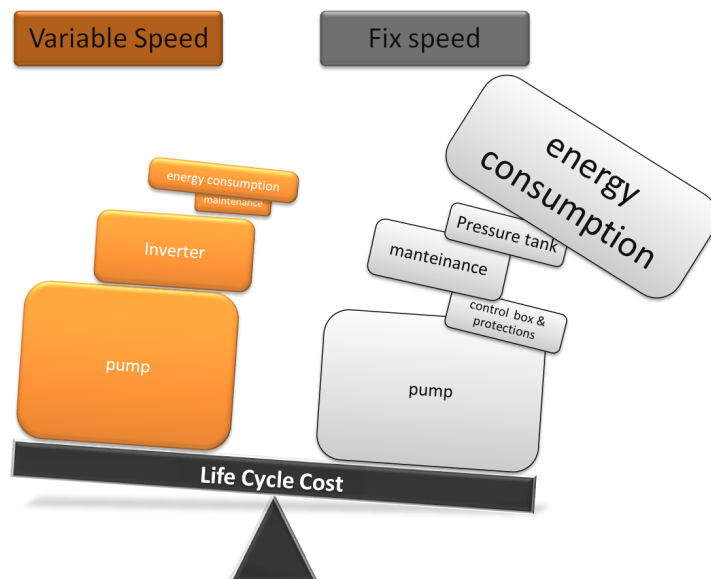 Variable Speed
Fix speed
energy consumption
maintenance
Inverter
pump
energy
consumption
Pressure tank
manteinance
control box &
protections
pump
Life Cycle Cost